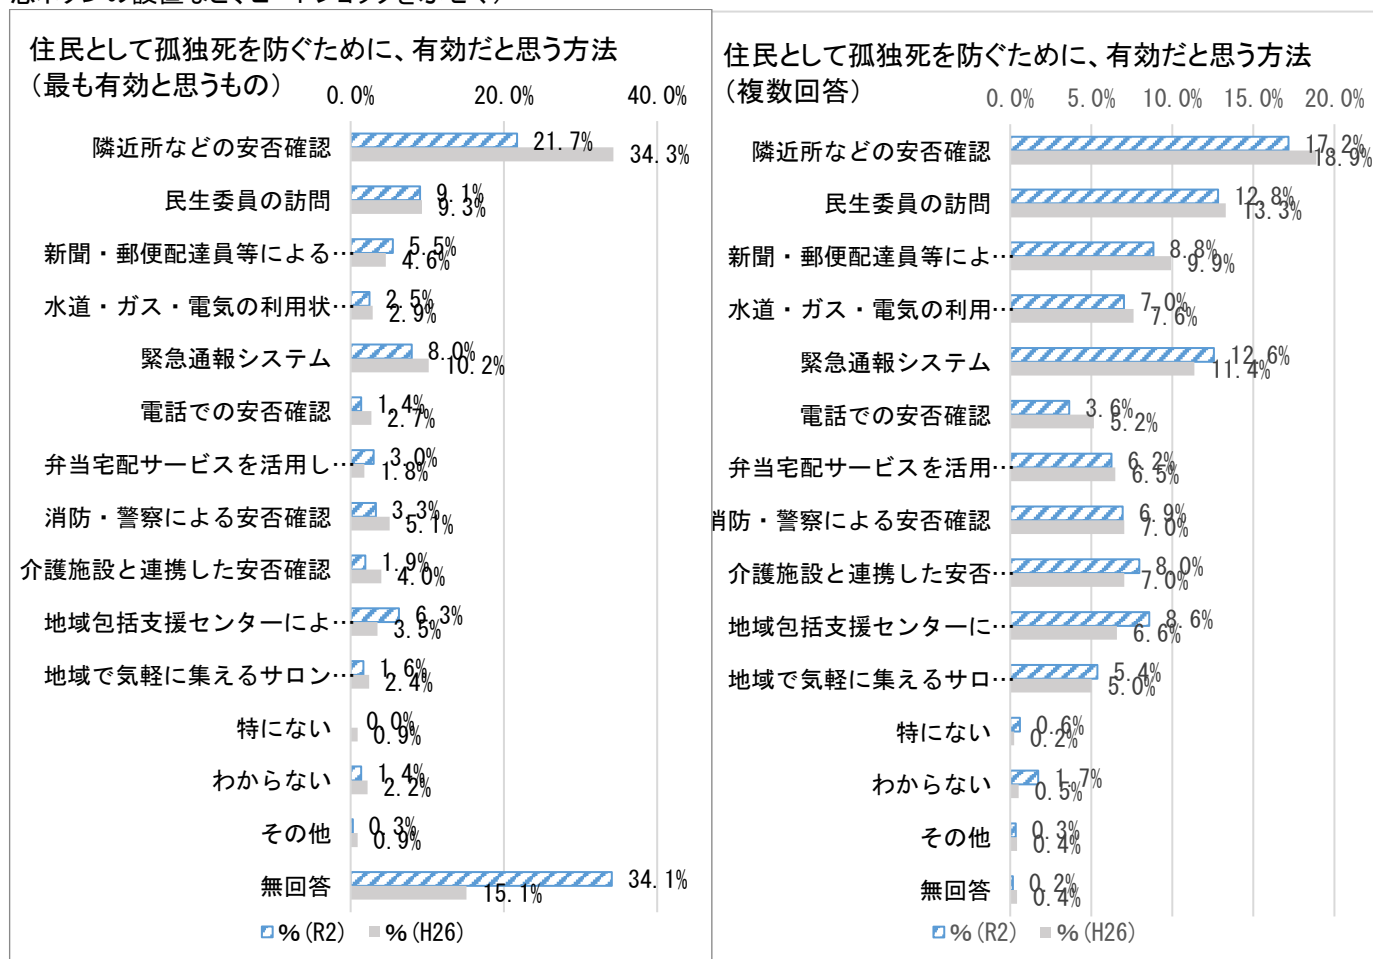 住民として孤独死を防ぐために、有効だと思う方法
（最も有効と思うもの）
0.0%
20.0%
40.0%
隣近所などの安否確認
21.7%
34.3%
民生委員の訪問
9.1%
9.3%
新聞・郵便配達員等による…
5.5%
4.6%
水道・ガス・電気の利用状…
2.5%
2.9%
緊急通報システム
8.0%
10.2%
電話での安否確認
1.4%
2.7%
弁当宅配サービスを活用し…
3.0%
1.8%
消防・警察による安否確認
3.3%
5.1%
介護施設と連携した安否確認
1.9%
4.0%
地域包括支援センターによ…
6.3%
3.5%
地域で気軽に集えるサロン…
1.6%
2.4%
特にない
0.0%
0.9%
わからない
1.4%
2.2%
その他
0.3%
0.9%
無回答
34.1%
15.1%
％(R2)
％(H26)
住民として孤独死を防ぐために、有効だと思う方法
（複数回答）
0.0%
5.0%
10.0%
15.0%
20.0%
隣近所などの安否確認
17.2%
18.9%
民生委員の訪問
12.8%
13.3%
新聞・郵便配達員等によ…
8.8%
9.9%
水道・ガス・電気の利用…
7.0%
7.6%
緊急通報システム
12.6%
11.4%
電話での安否確認
3.6%
5.2%
弁当宅配サービスを活用…
6.2%
6.5%
消防・警察による安否確認
6.9%
7.0%
介護施設と連携した安否…
8.0%
7.0%
地域包括支援センターに…
8.6%
6.6%
地域で気軽に集えるサロ…
5.4%
5.0%
特にない
0.6%
0.2%
わからない
1.7%
0.5%
その他
0.3%
0.4%
無回答
0.2%
0.4%
％(R2)
％(H26)